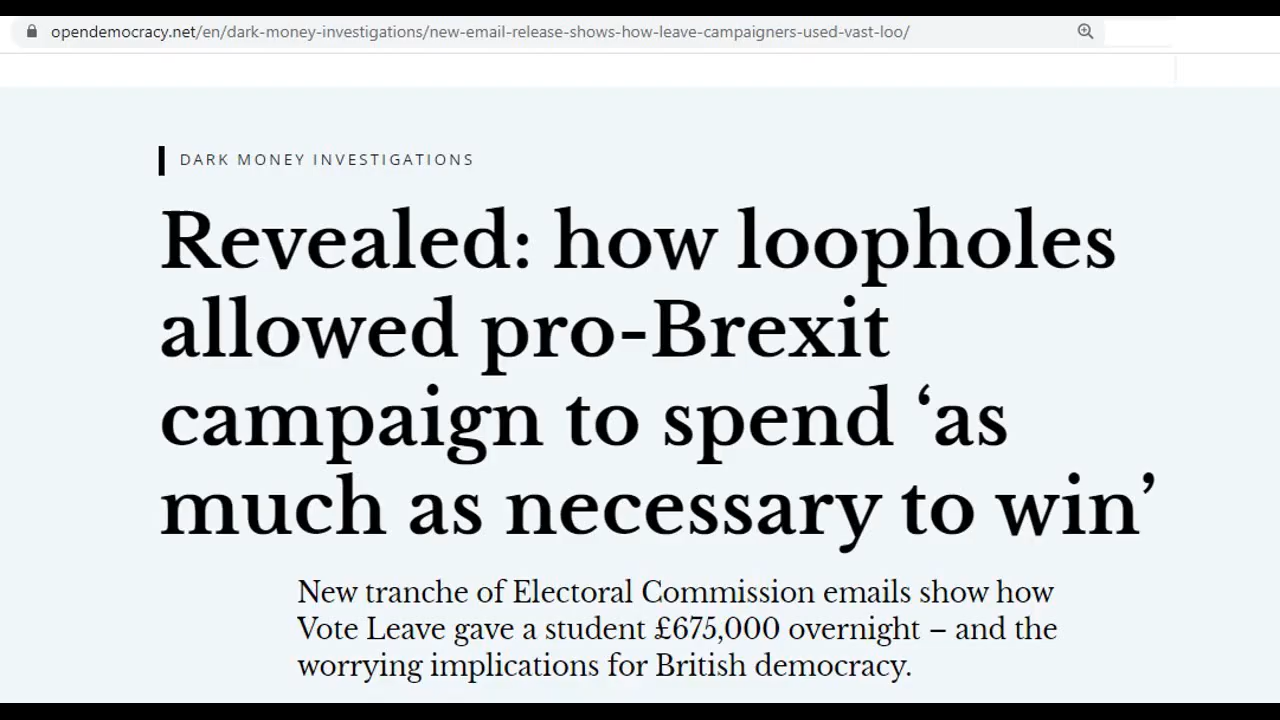 opendemocracy.net/en/dark-money-investigations/new-email-release-shows-how-leave-campaigners-used-vast-loo/
DARK MONEY INVESTIGATIONS
Revealed: how loopholes
allowed pro-Brexit
campaign to spend ‘as
much as necessary to win’
New tranche of Electoral Commission emails show how
Vote Leave gave a student £675,000 overnight – and the
worrying implications for British democracy.